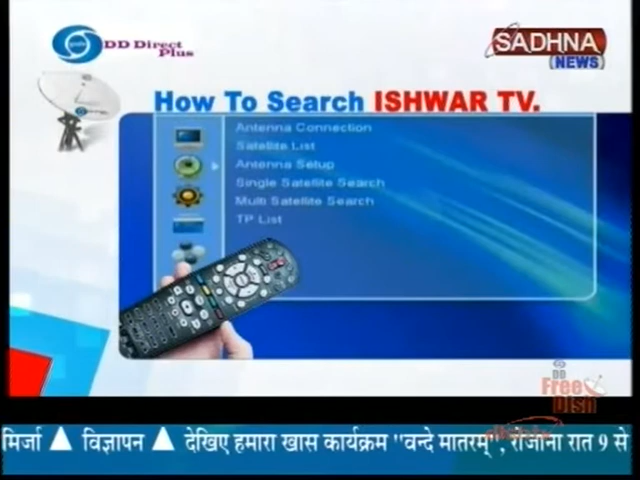 DD Direct
Plus
SADHNA
NEWS
How To Search ISHWAR TV.
Antenna Connection
Satellite List
Antenna Setup
Single Satellite Search
Multi Satellite Search
TP List
DD
Free
Dish
मिर्जा ▲ विज्ञापन ▲ देखिए हमारा खास कार्यक्रम "वन्दे मातरम्", रोजाना रात 9 से